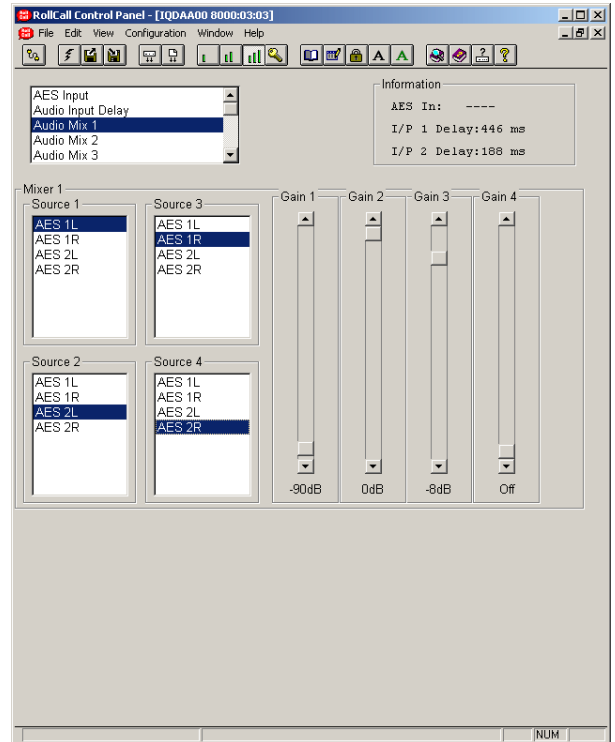 RollCall Control Panel - [IQDAA00 8000:03:03]
File Edit View Configuration Window Help
A A
AES Input
Audio Input Delay
Audio Mix 1
Audio Mix 2
Audio Mix 3
Information
AES In: ----
I/P 1 Delay:446 ms
I/P 2 Delay:188 ms
Mixer 1
Source 1
AES 1L
AES 1R
AES 2L
AES 2R
Source 3
AES 1L
AES 1R
AES 2L
AES 2R
Source 2
AES 1L
AES 1R
AES 2L
AES 2R
Source 4
AES 1L
AES 1R
AES 2L
AES 2R
Gain 1 Gain 2 Gain 3 Gain 4
-90dB 0dB -8dB Off
NUM